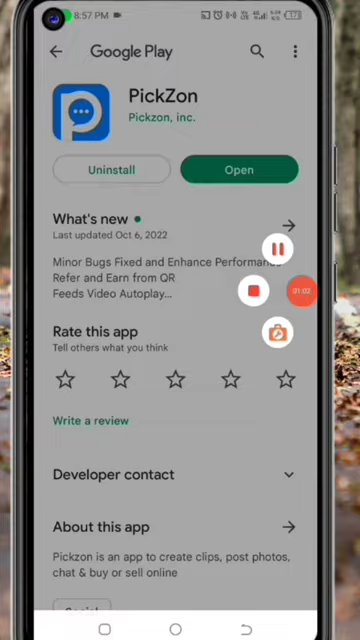 8:57 PM
Google Play
PickZon
Pickzon, inc.
Uninstall
Open
What's new
Last updated Oct 6, 2022
Minor Bugs Fixed and Enhance Performance
Refer and Earn from QR
Feeds Video Autoplay...
01:02
Rate this app
Tell others what you think
Write a review
Developer contact
About this app
Pickzon is an app to create clips, post photos,
chat & buy or sell online
Social